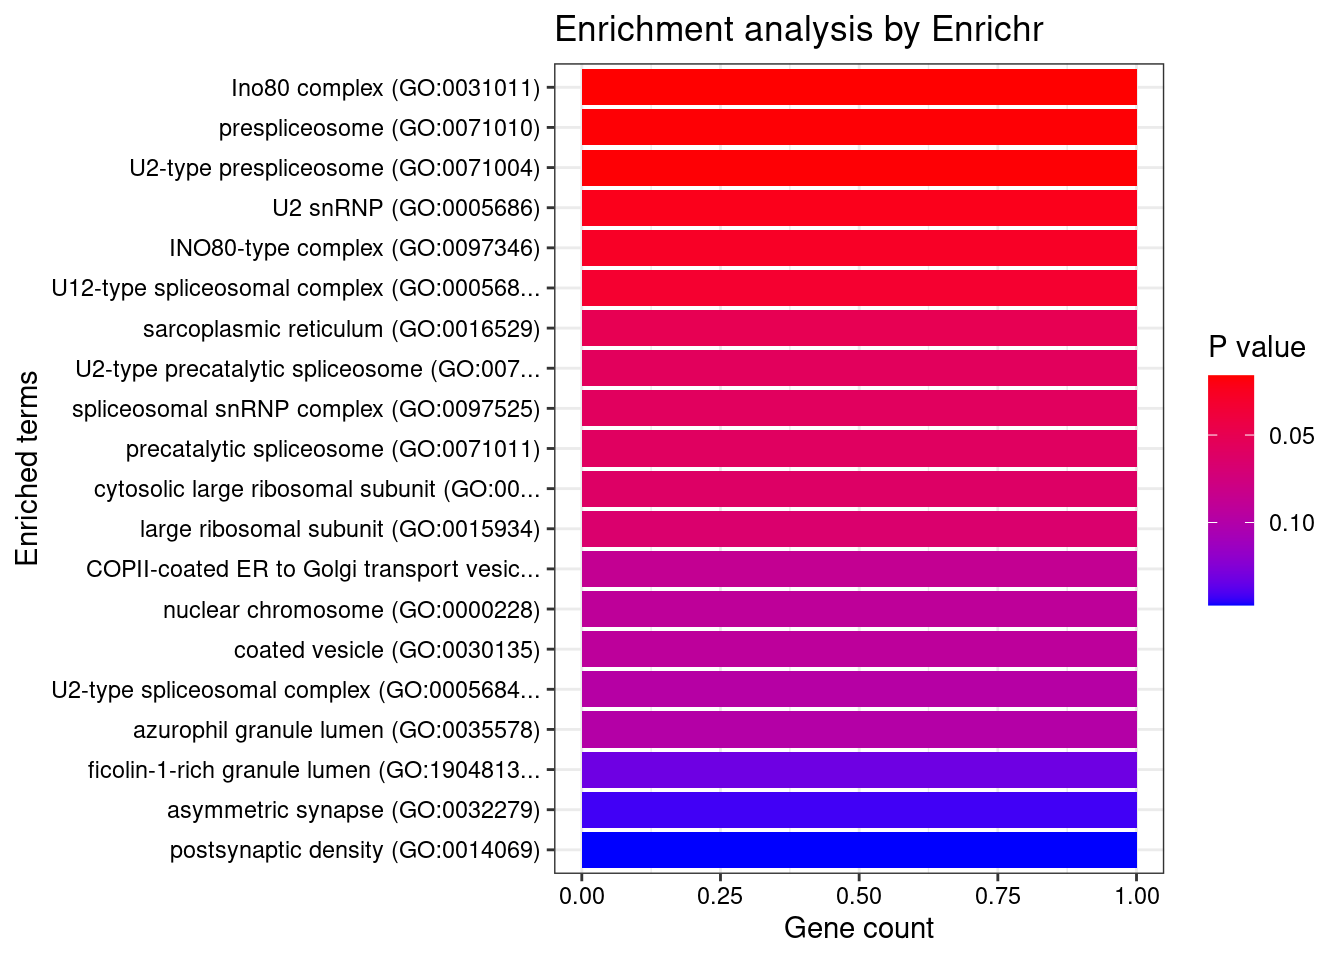 Enrichment analysis by Enrichr
Ino80 complex (GO:0031011)
prespliceosome (GO:0071010)
U2-type prespliceosome (GO:0071004)
U2 snRNP (GO:0005686)
INO80-type complex (GO:0097346)
U12-type spliceosomal complex (GO:000568...
sarcoplasmic reticulum (GO:0016529)
U2-type precatalytic spliceosome (GO:007...
spliceosomal snRNP complex (GO:0097525)
precatalytic spliceosome (GO:0071011)
cytosolic large ribosomal subunit (GO:00...
large ribosomal subunit (GO:0015934)
COPII-coated ER to Golgi transport vesic...
nuclear chromosome (GO:0000228)
coated vesicle (GO:0030135)
U2-type spliceosomal complex (GO:0005684...
azurophil granule lumen (GO:0035578)
ficolin-1-rich granule lumen (GO:1904813...
asymmetric synapse (GO:0032279)
postsynaptic density (GO:0014069)
Enriched terms
0.00 0.25 0.50 0.75 1.00
Gene count
P value
0.05
0.10